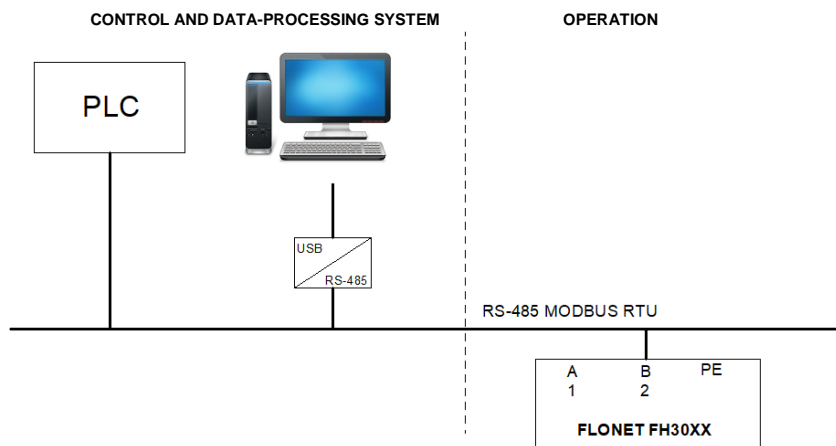 CONTROL AND DATA-PROCESSING SYSTEM OPERATION
PLC
USB
RS-485
RS-485 MODBUS RTU
A B PE
1 2
FLONET FH30XX